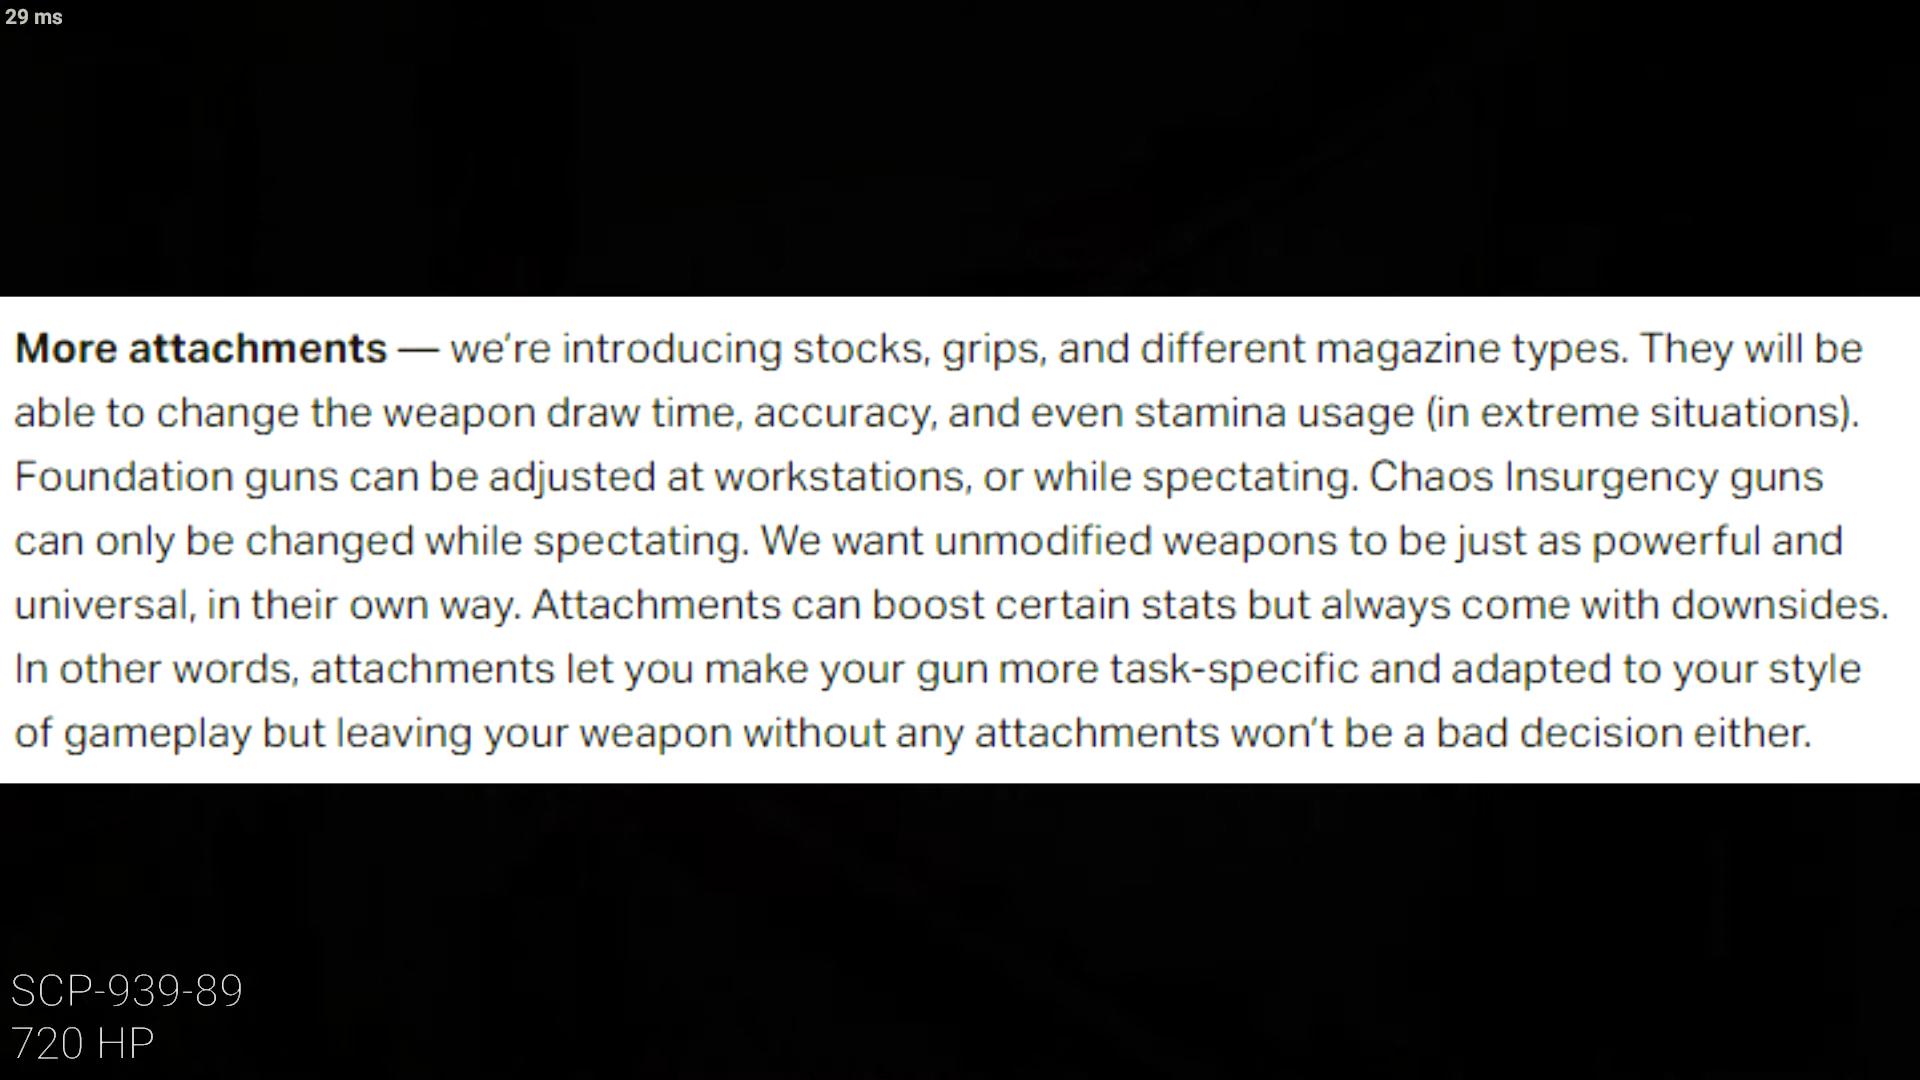 29 ms
More attachments — we’re introducing stocks, grips, and different magazine types. They will be
able to change the weapon draw time, accuracy, and even stamina usage (in extreme situations).
Foundation guns can be adjusted at workstations, or while spectating. Chaos Insurgency guns
can only be changed while spectating. We want unmodified weapons to be just as powerful and
universal, in their own way. Attachments can boost certain stats but always come with downsides.
In other words, attachments let you make your gun more task-specific and adapted to your style
of gameplay but leaving your weapon without any attachments won’t be a bad decision either.
SCP-939-89
720 HP